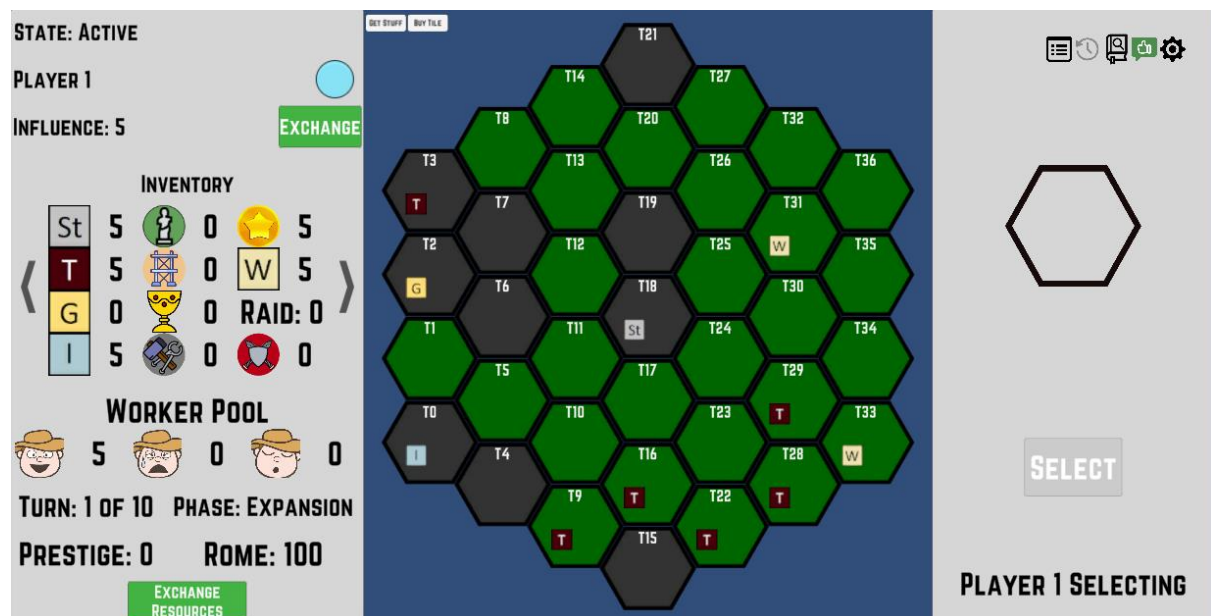 STATE: ACTIVE
PLAYER 1
INFLUENCE: 5
EXCHANGE
INVENTORY
St 5 0 5
T 5 0 W 5
G 0 0 RAID: 0
I 5 0 0
WORKER POOL
5 0 0
TURN: 1 OF 10 PHASE: EXPANSION
PRESTIGE: 0 ROME: 100
EXCHANGE
RESOURCES
GET STUFF BUY TILE
T21
T14 T27
T8 T20 T32
T3 T13 T26 T36
T T7 T19 T31
T2 T12 T25 W T35
G T6 T18 T30
T1 T11 St T24 T34
T5 T17 T29
T0 T10 T23 T T33
I T4 T16 T28 W
T9 T T22 T
T T15 T
SELECT
PLAYER 1 SELECTING